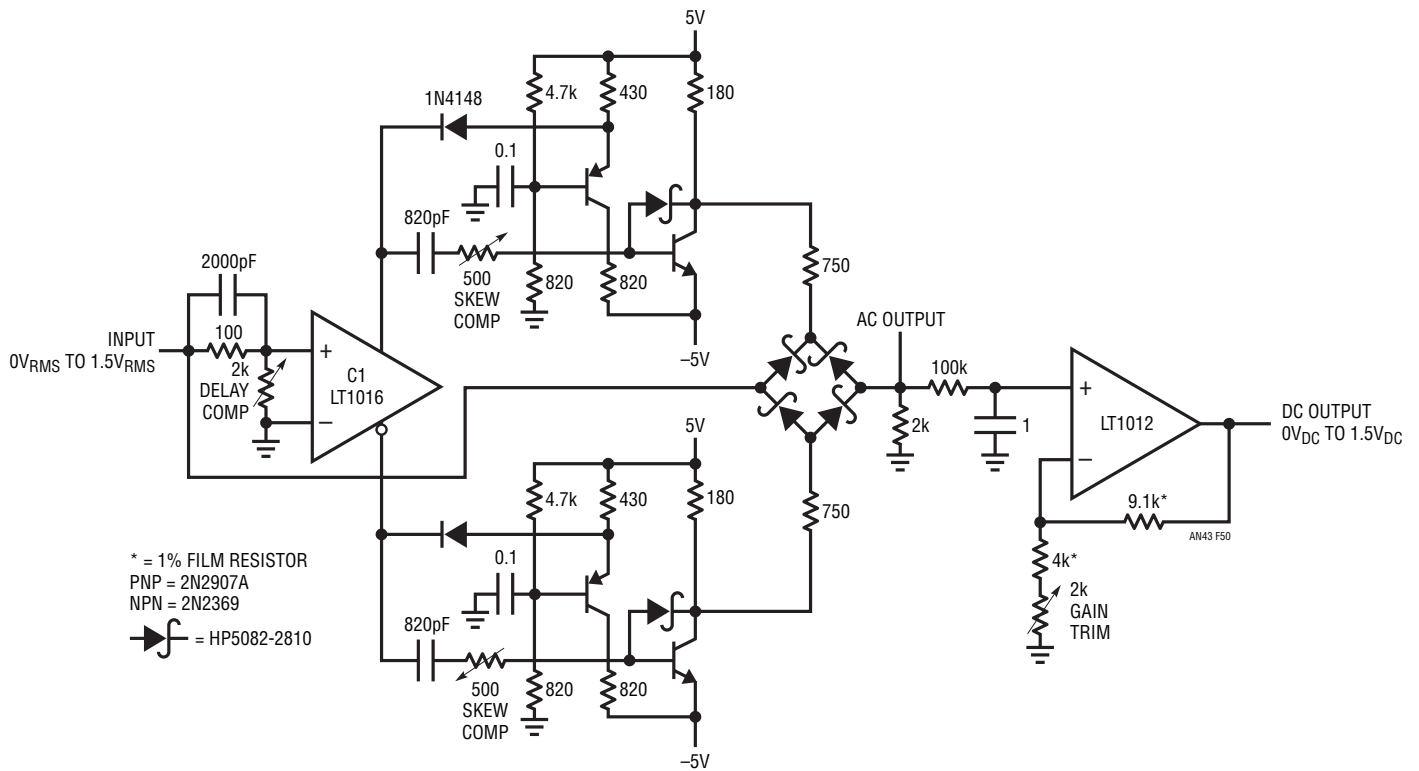 5V
4.7k
430
180
1N4148
0.1
820pF
500
SKEW
COMP
820
820
–5V
750
2000pF
INPUT
0VRMS TO 1.5VRMS
100
2k
DELAY
COMP
+
–
C1
LT1016
AC OUTPUT
100k
2k
1
+
–
LT1012
DC OUTPUT
0VDC TO 1.5VDC
9.1k*
AN43 F50
4k*
2k
GAIN
TRIM
5V
4.7k
430
180
750
0.1
820pF
500
SKEW
COMP
820
820
–5V
* = 1% FILM RESISTOR
PNP = 2N2907A
NPN = 2N2369
= HP5082-2810